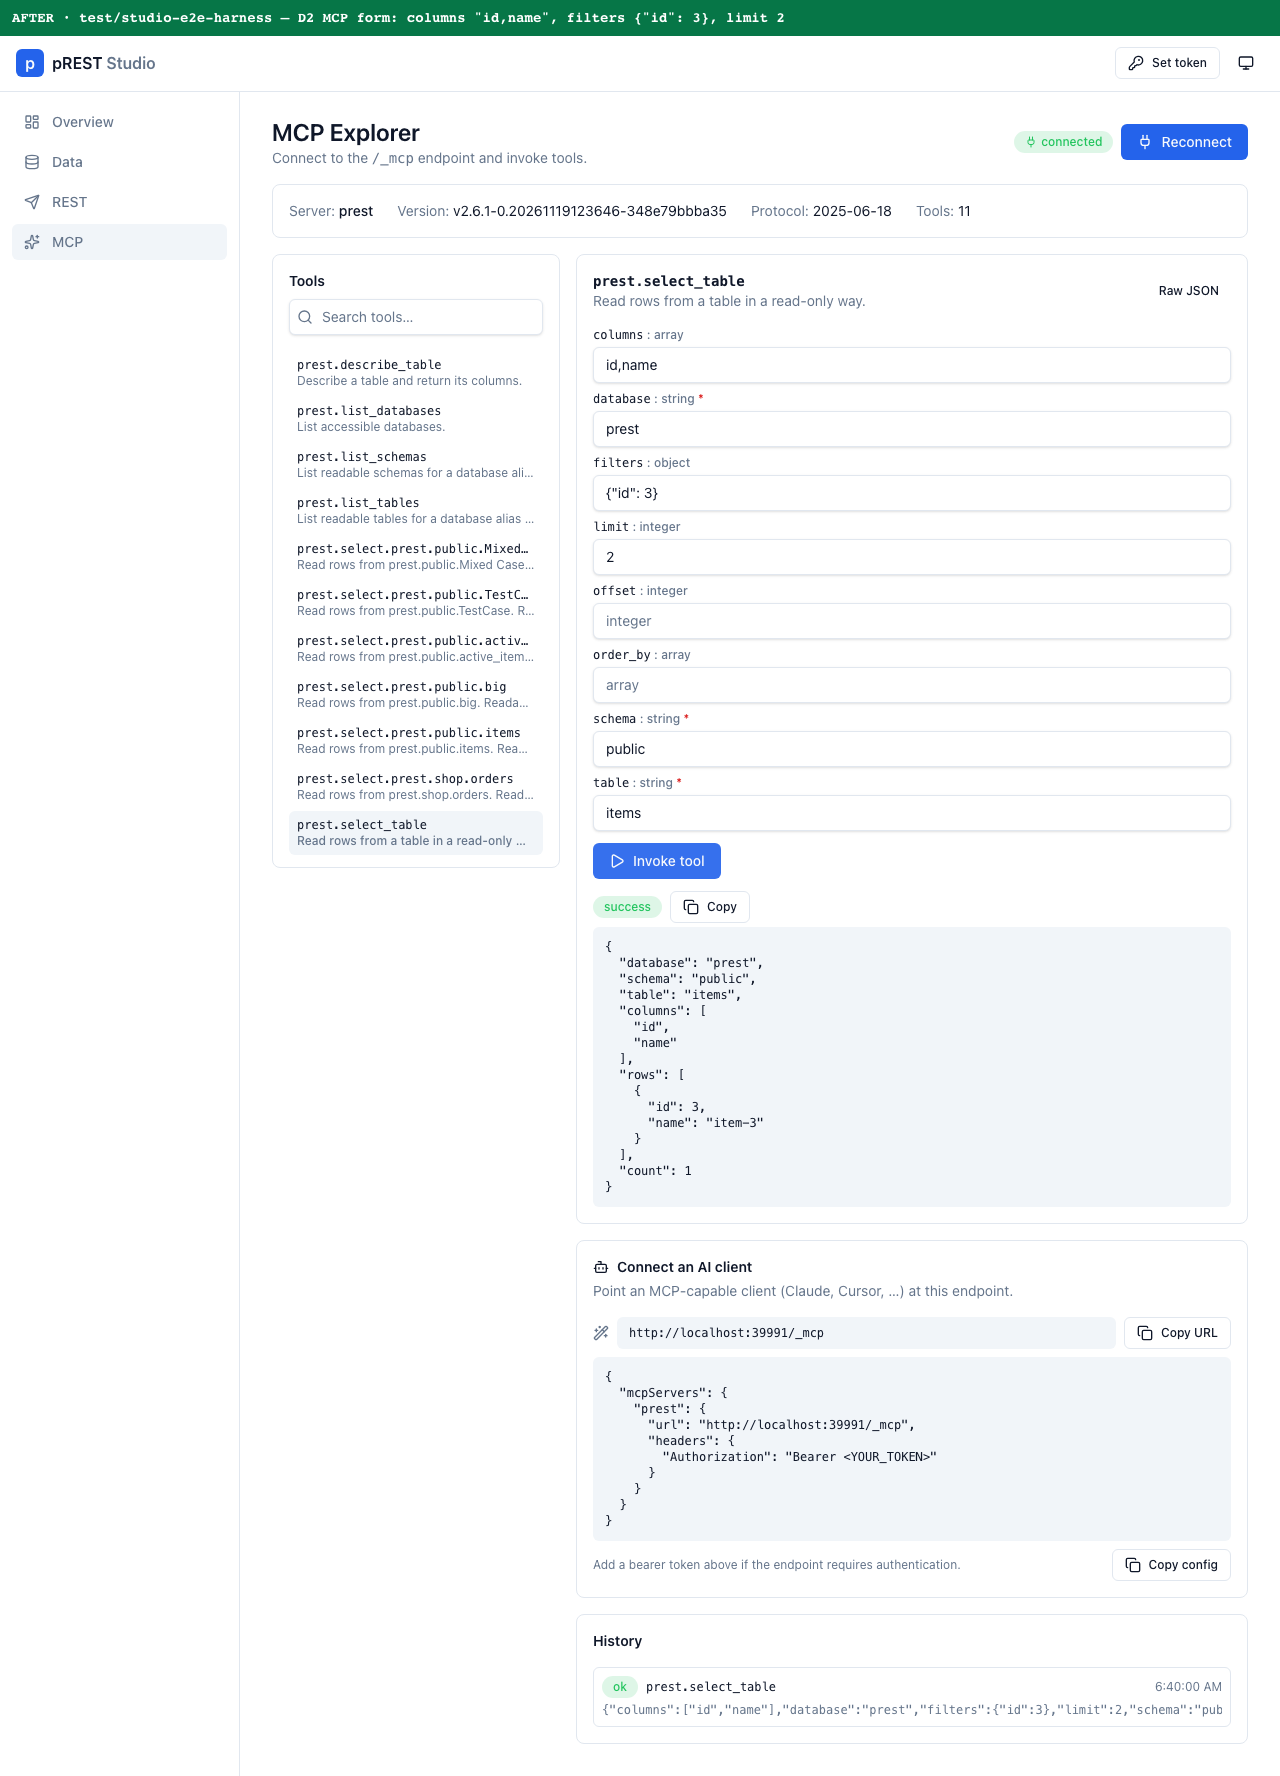 AFTER · test/studio-e2e-harness — D2 MCP form: columns "id,name", filters {"id": 3}, limit 2
p pREST Studio
Set token
Overview
Data
REST
MCP
MCP Explorer
Connect to the /_mcp endpoint and invoke tools.
connected
Reconnect
Server: prest Version: v2.6.1-0.20261119123646-348e79bbba35 Protocol: 2025-06-18 Tools: 11
Tools
Search tools...
prest.describe_table
Describe a table and return its columns.
prest.list_databases
List accessible databases.
prest.list_schemas
List readable schemas for a database ali...
prest.list_tables
List readable tables for a database alias ...
prest.select.prest.public.Mixed…
Read rows from prest.public.Mixed Case...
prest.select.prest.public.TestC…
Read rows from prest.public.TestCase. R...
prest.select.prest.public.activ…
Read rows from prest.public.active_item...
prest.select.prest.public.big
Read rows from prest.public.big. Reada...
prest.select.prest.public.items
Read rows from prest.public.items. Rea...
prest.select.prest.shop.orders
Read rows from prest.shop.orders. Read...
prest.select_table
Read rows from a table in a read-only ...
prest.select_table
Read rows from a table in a read-only way.
Raw JSON
columns : array
id,name
database : string *
prest
filters : object
{"id": 3}
limit : integer
2
offset : integer
integer
order_by : array
array
schema : string *
public
table : string *
items
Invoke tool
success
Copy
{
"database": "prest",
"schema": "public",
"table": "items",
"columns": [
"id",
"name"
],
"rows": [
{
"id": 3,
"name": "item-3"
}
],
"count": 1
}
Connect an AI client
Point an MCP-capable client (Claude, Cursor, ...) at this endpoint.
http://localhost:39991/_mcp
Copy URL
{
"mcpServers": {
"prest": {
"url": "http://localhost:39991/_mcp",
"headers": {
"Authorization": "Bearer <YOUR_TOKEN>"
}
}
}
}
Add a bearer token above if the endpoint requires authentication.
Copy config
History
ok prest.select_table 6:40:00 AM
{"columns":["id","name"],"database":"prest","filters":{"id":3},"limit":2,"schema":"pub